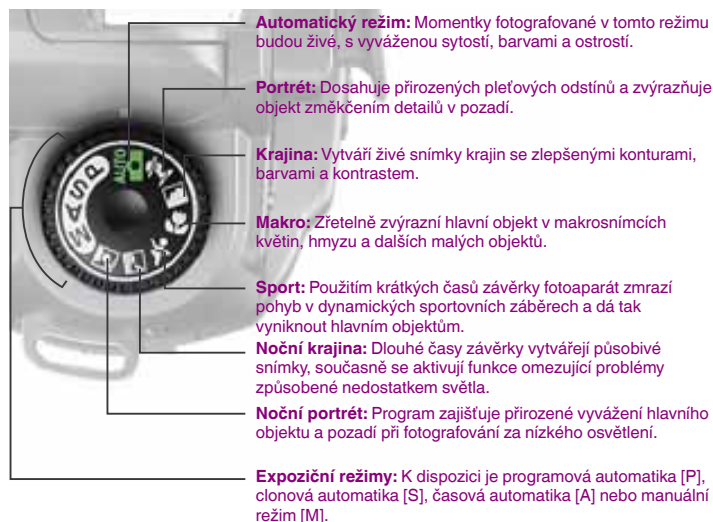 Automatický režim: Momentky fotografované v tomto režimu
budou živé, s vyváženou sytostí, barvami a ostrostí.
Portrét: Dosahuje přirozených pleťových odstínů a zvýrazňuje
objekt změkčením detailů v pozadí.
Krajina: Vytváří živé snímky krajin se zlepšenými konturami,
barvami a kontrastem.
Makro: Zřetelně zvýrazní hlavní objekt v makrosnímcích
květin, hmyzu a dalších malých objektů.
Sport: Použitím krátkých časů závěrky fotoaparát zmrazí
pohyb v dynamických sportovních záběrech a dá tak
vyniknout hlavním objektům.
Noční krajina: Dlouhé časy závěrky vytvářejí působivé
snímky, současně se aktivují funkce omezující problémy
způsobené nedostatkem světla.
Noční portrét: Program zajišťuje přirozené vyvážení hlavního
objektu a pozadí při fotografování za nízkého osvětlení.
Expoziční režimy: K dispozici je programová automatika [P],
clonová automatika [S], časová automatika [A] nebo manuální
režim [M].
AUTO
P
S
A
M